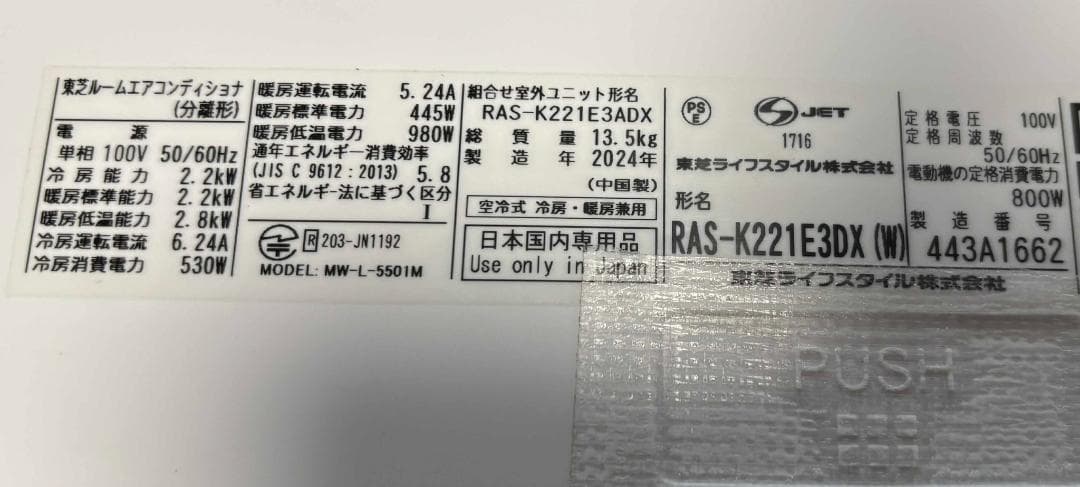 東芝ルームエアコンディショナ
(分離形)
電源
単相 100V 50/60Hz
冷房能力 2.2kW
暖房標準能力 2.2kW
暖房低温能力 2.8kW
冷房運転電流 6.24A
冷房消費電力 530W
暖房運転電流 5.24A
暖房標準電力 445W
暖房低温電力 980W
通年エネルギー消費効率
(JIS C 9612:2013) 5.8
省エネルギー法に基づく区分
I
R 203-JN1192
MODEL: MW-L-5501M
組合せ室外ユニット形名
RAS-K221E3ADX
総質量 13.5kg
製造年 2024年
(中国製)
空冷式 冷房・暖房兼用
日本国内専用品
Use only in Japan
PS
E
JET
1716
東芝ライフスタイル株式会社
形名
RAS-K221E3DX (W)
定格電圧 100V
定格周波数
50/60Hz
電動機の定格消費電力
800W
製造番号
443A1662
東芝ライフスタイル株式会社
PUSH